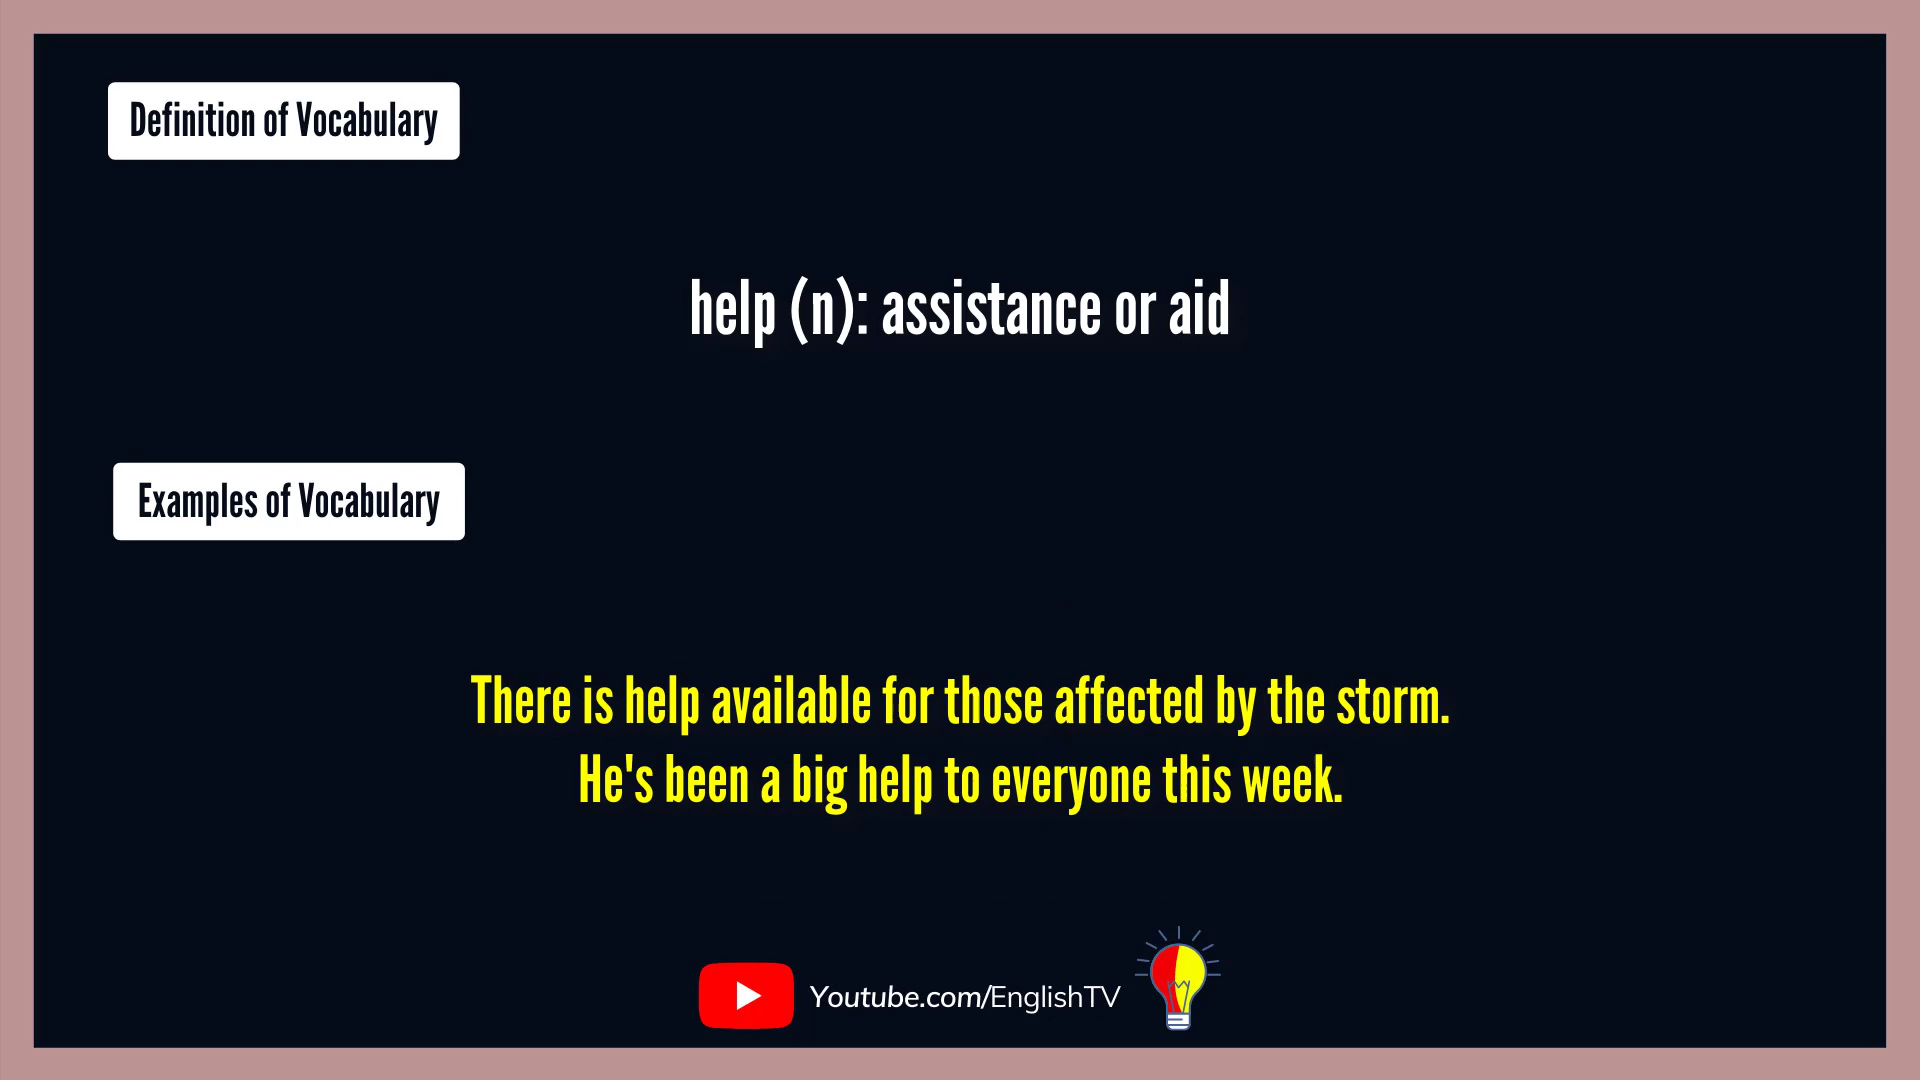 Definition of Vocabulary
help (n): assistance or aid
Examples of Vocabulary
There is help available for those affected by the storm.
He's been a big help to everyone this week.
Youtube.com/EnglishTV